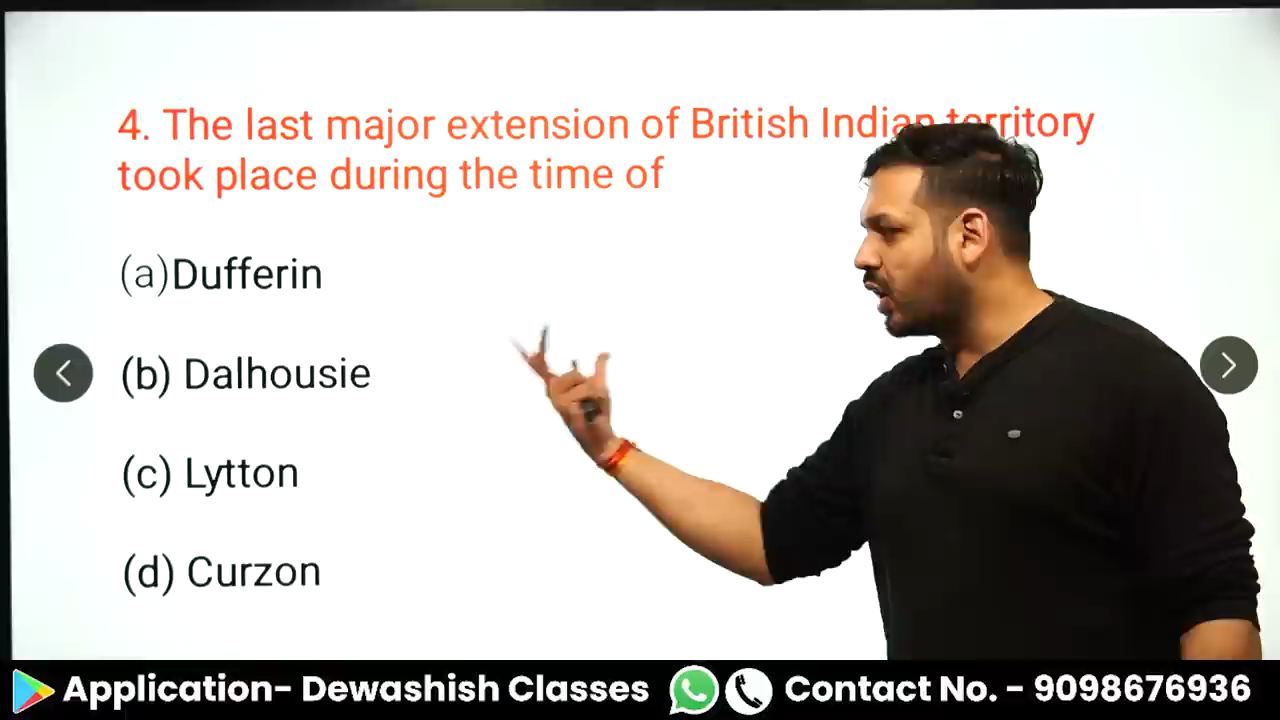 4. The last major extension of British Indian territory
took place during the time of
(a)Dufferin
(b) Dalhousie
(c) Lytton
(d) Curzon
Application- Dewashish Classes
Contact No. - 9098676936